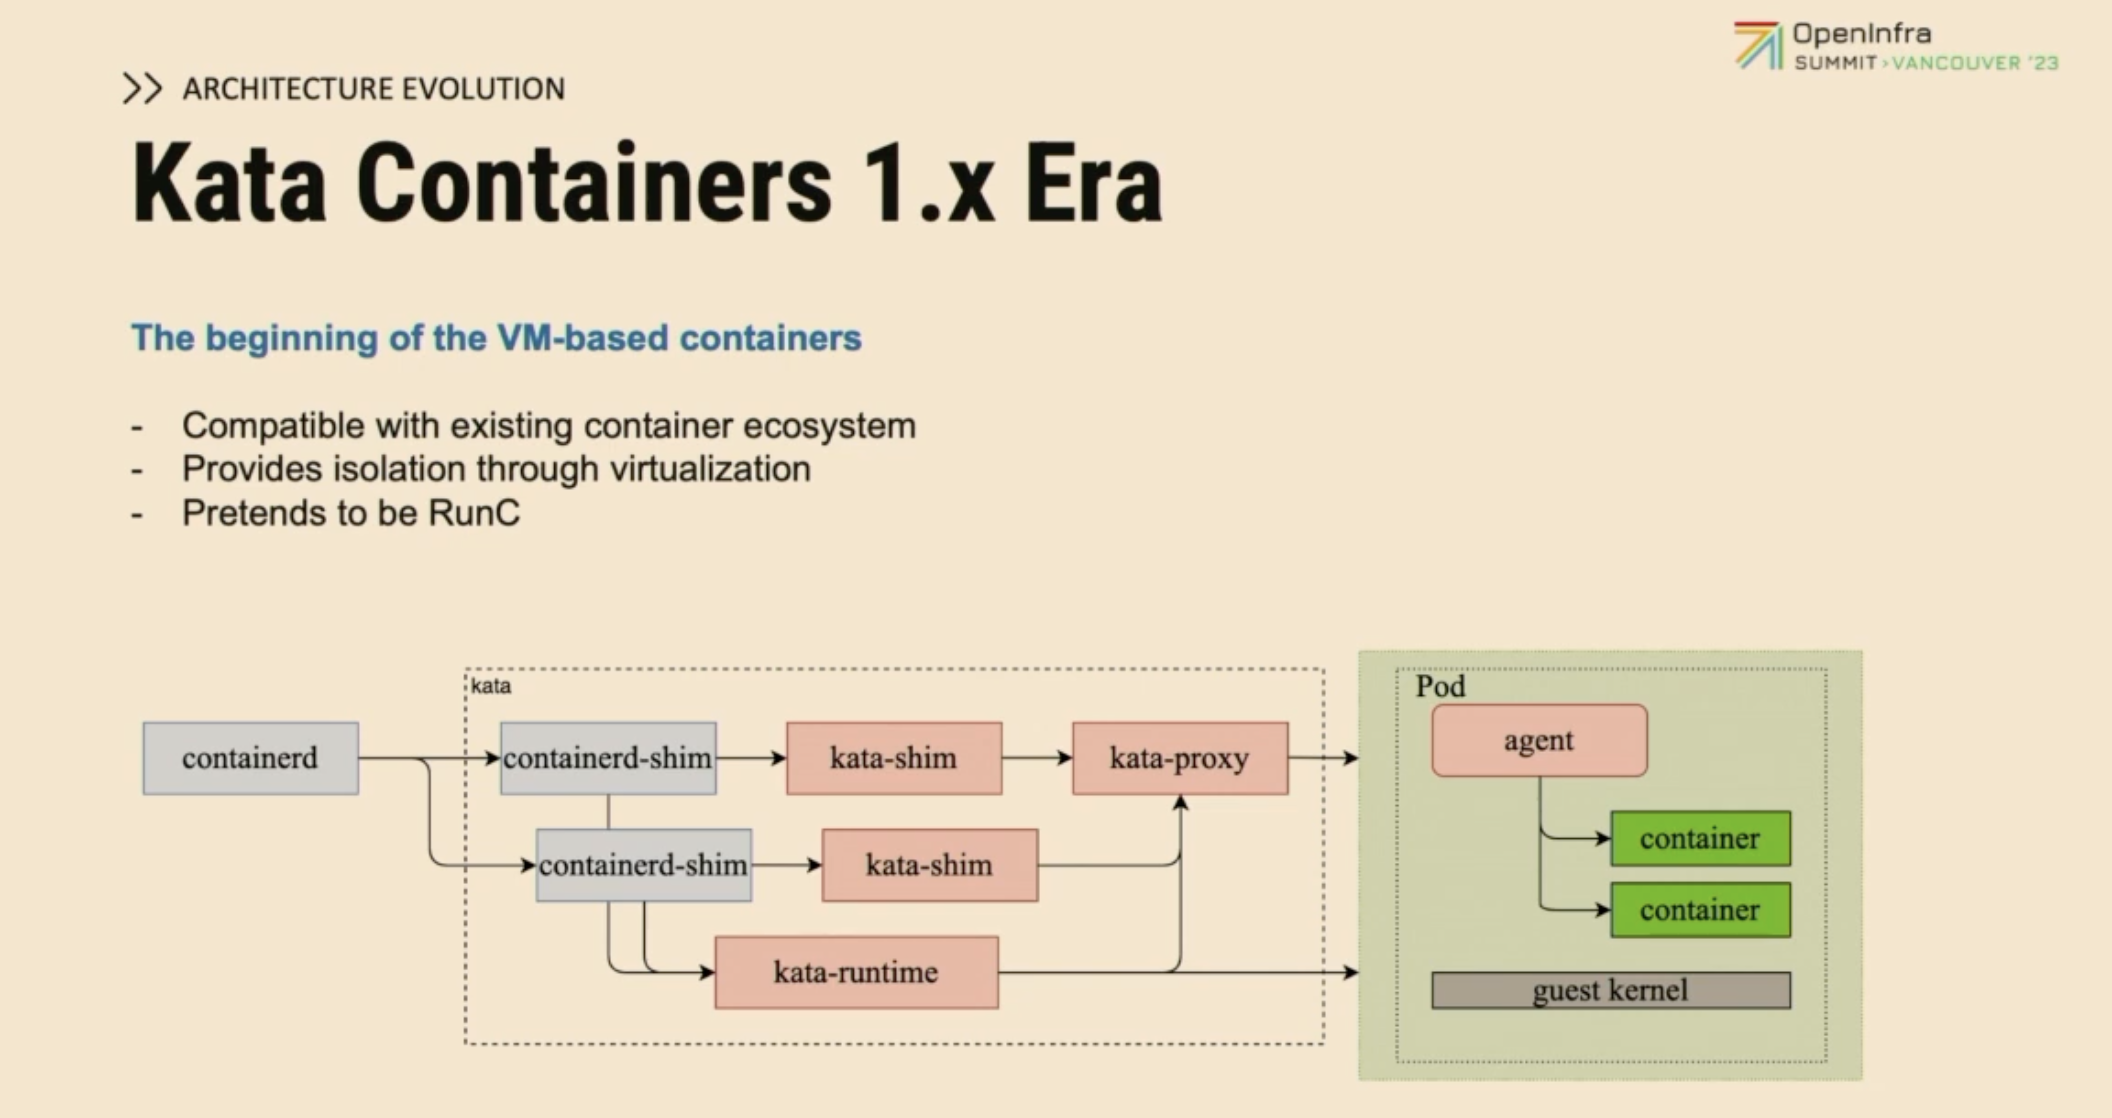 OpenInfra
SUMMIT>VANCOUVER '23
>> ARCHITECTURE EVOLUTION
Kata Containers 1.x Era
The beginning of the VM-based containers
- Compatible with existing container ecosystem
- Provides isolation through virtualization
- Pretends to be RunC
kata
Pod
containerd
containerd-shim
kata-shim
kata-proxy
agent
containerd-shim
kata-shim
container
container
kata-runtime
guest kernel